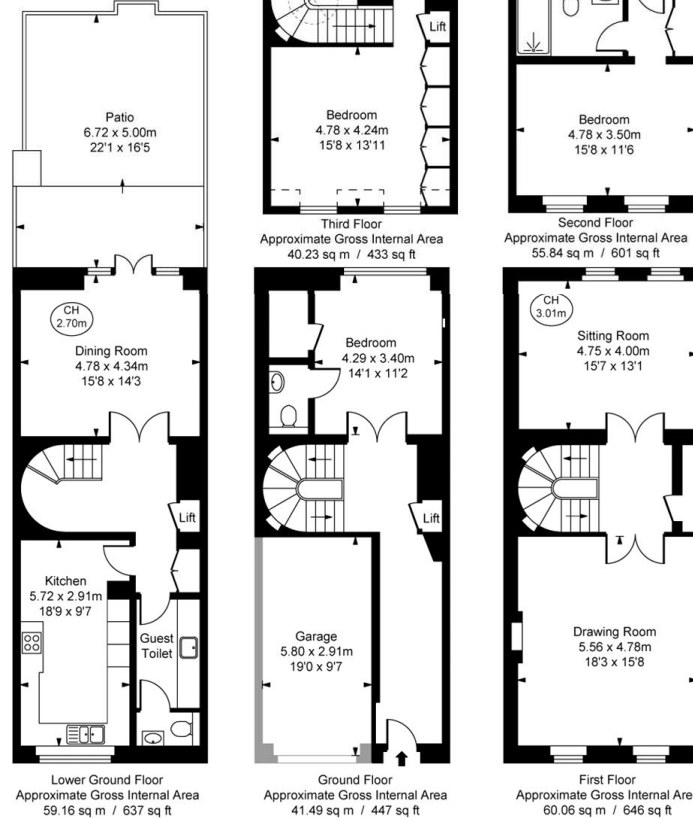 Patio
6.72 x 5.00m
22'1 x 16'5
Lift
Bedroom
4.78 x 4.24m
15'8 x 13'11
Third Floor
Approximate Gross Internal Area
40.23 sq m / 433 sq ft
Bedroom
4.78 x 3.50m
15'8 x 11'6
Second Floor
Approximate Gross Internal Area
55.84 sq m / 601 sq ft
CH
2.70m
Dining Room
4.78 x 4.34m
15'8 x 14'3
Lift
Kitchen
5.72 x 2.91m
18'9 x 9'7
Guest
Toilet
Lower Ground Floor
Approximate Gross Internal Area
59.16 sq m / 637 sq ft
Bedroom
4.29 x 3.40m
14'1 x 11'2
Lift
Garage
5.80 x 2.91m
19'0 x 9'7
Ground Floor
Approximate Gross Internal Area
41.49 sq m / 447 sq ft
CH
3.01m
Sitting Room
4.75 x 4.00m
15'7 x 13'1
Drawing Room
5.56 x 4.78m
18'3 x 15'8
First Floor
Approximate Gross Internal Are
60.06 sq m / 646 sq ft